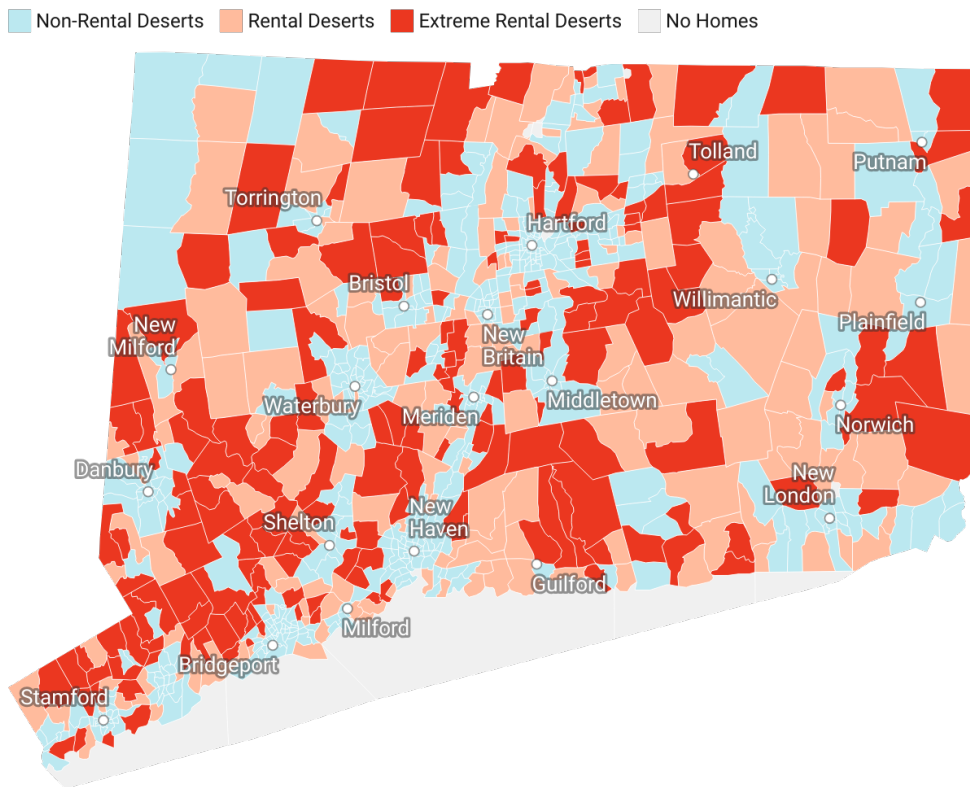 Non-Rental Deserts Rental Deserts Extreme Rental Deserts No Homes
Tolland
Putnam
Torrington
Hartford
Bristol
Willimantic
New
Milford
New
Britain
Plainfield
Waterbury
Meriden
Middletown
Norwich
Danbury
New
London
Shelton
New
Haven
Guilford
Milford
Bridgeport
Stamford